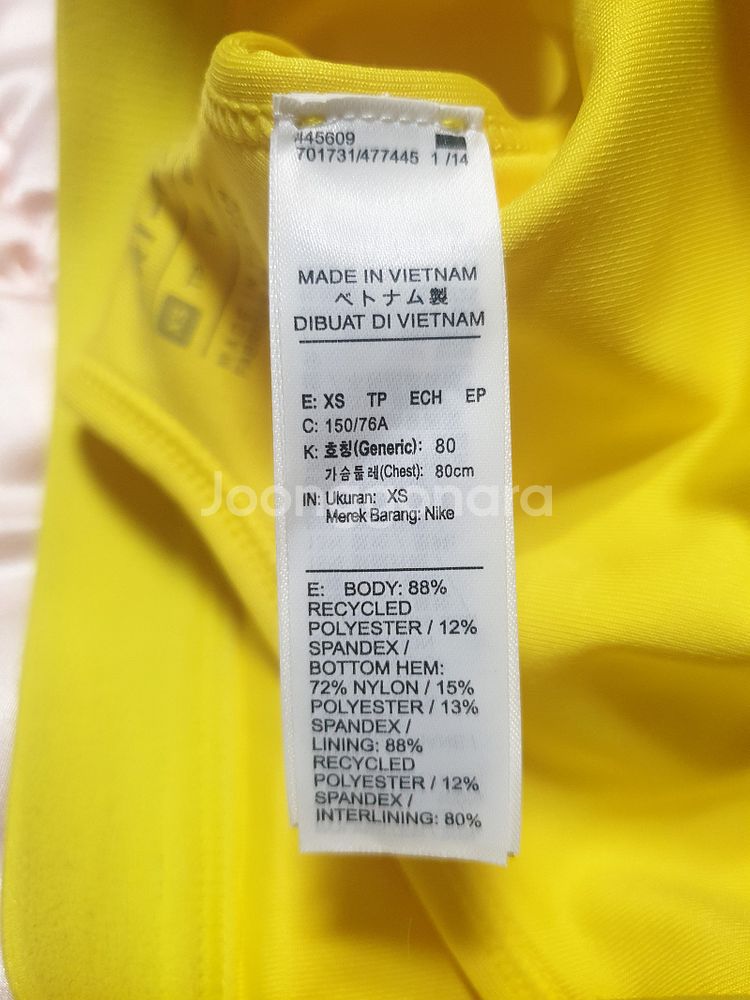 #45609
701731/477445 1 /14
MADE IN VIETNAM
ベトナム製
DIBUAT DI VIETNAM
E: XS TP ECH EP
C: 150/76A
K: 호칭(Generic): 80
가슴둘레(Chest): 80cm
IN: Ukuran: XS
Merek Barang: Nike
E: BODY: 88%
RECYCLED
POLYESTER / 12%
SPANDEX /
BOTTOM HEM:
72% NYLON / 15%
POLYESTER / 13%
SPANDEX /
LINING: 88%
RECYCLED
POLYESTER / 12%
SPANDEX /
INTERLINING: 80%
XS
Joonggonara